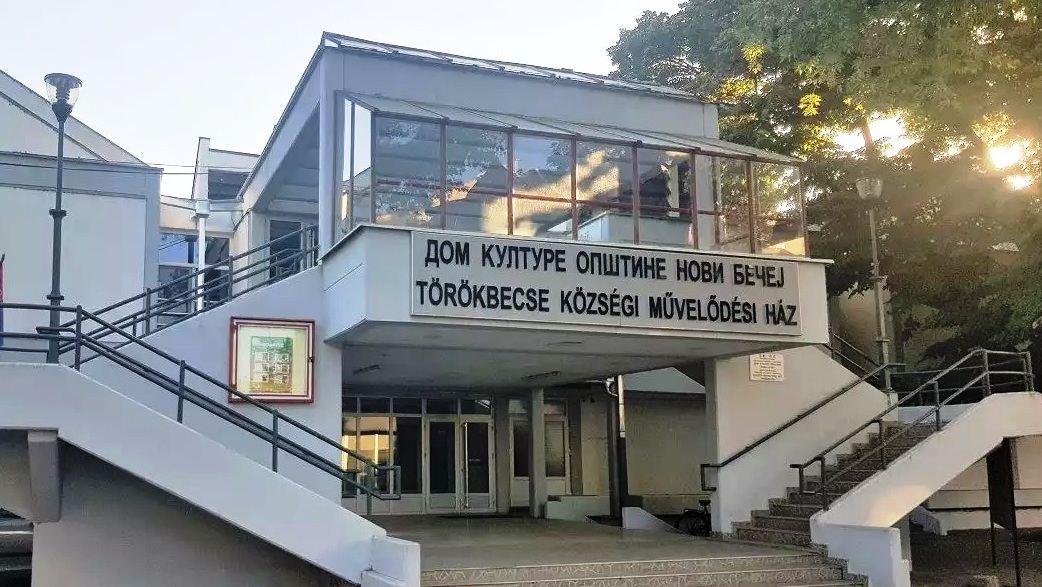 ДОМ КУЛТУРЕ ОПШТИНЕ НОВИ БЕЧЕЈ
TÖRÖKBECSE KÖZSÉGI MŰVELŐDÉSI HÁZ